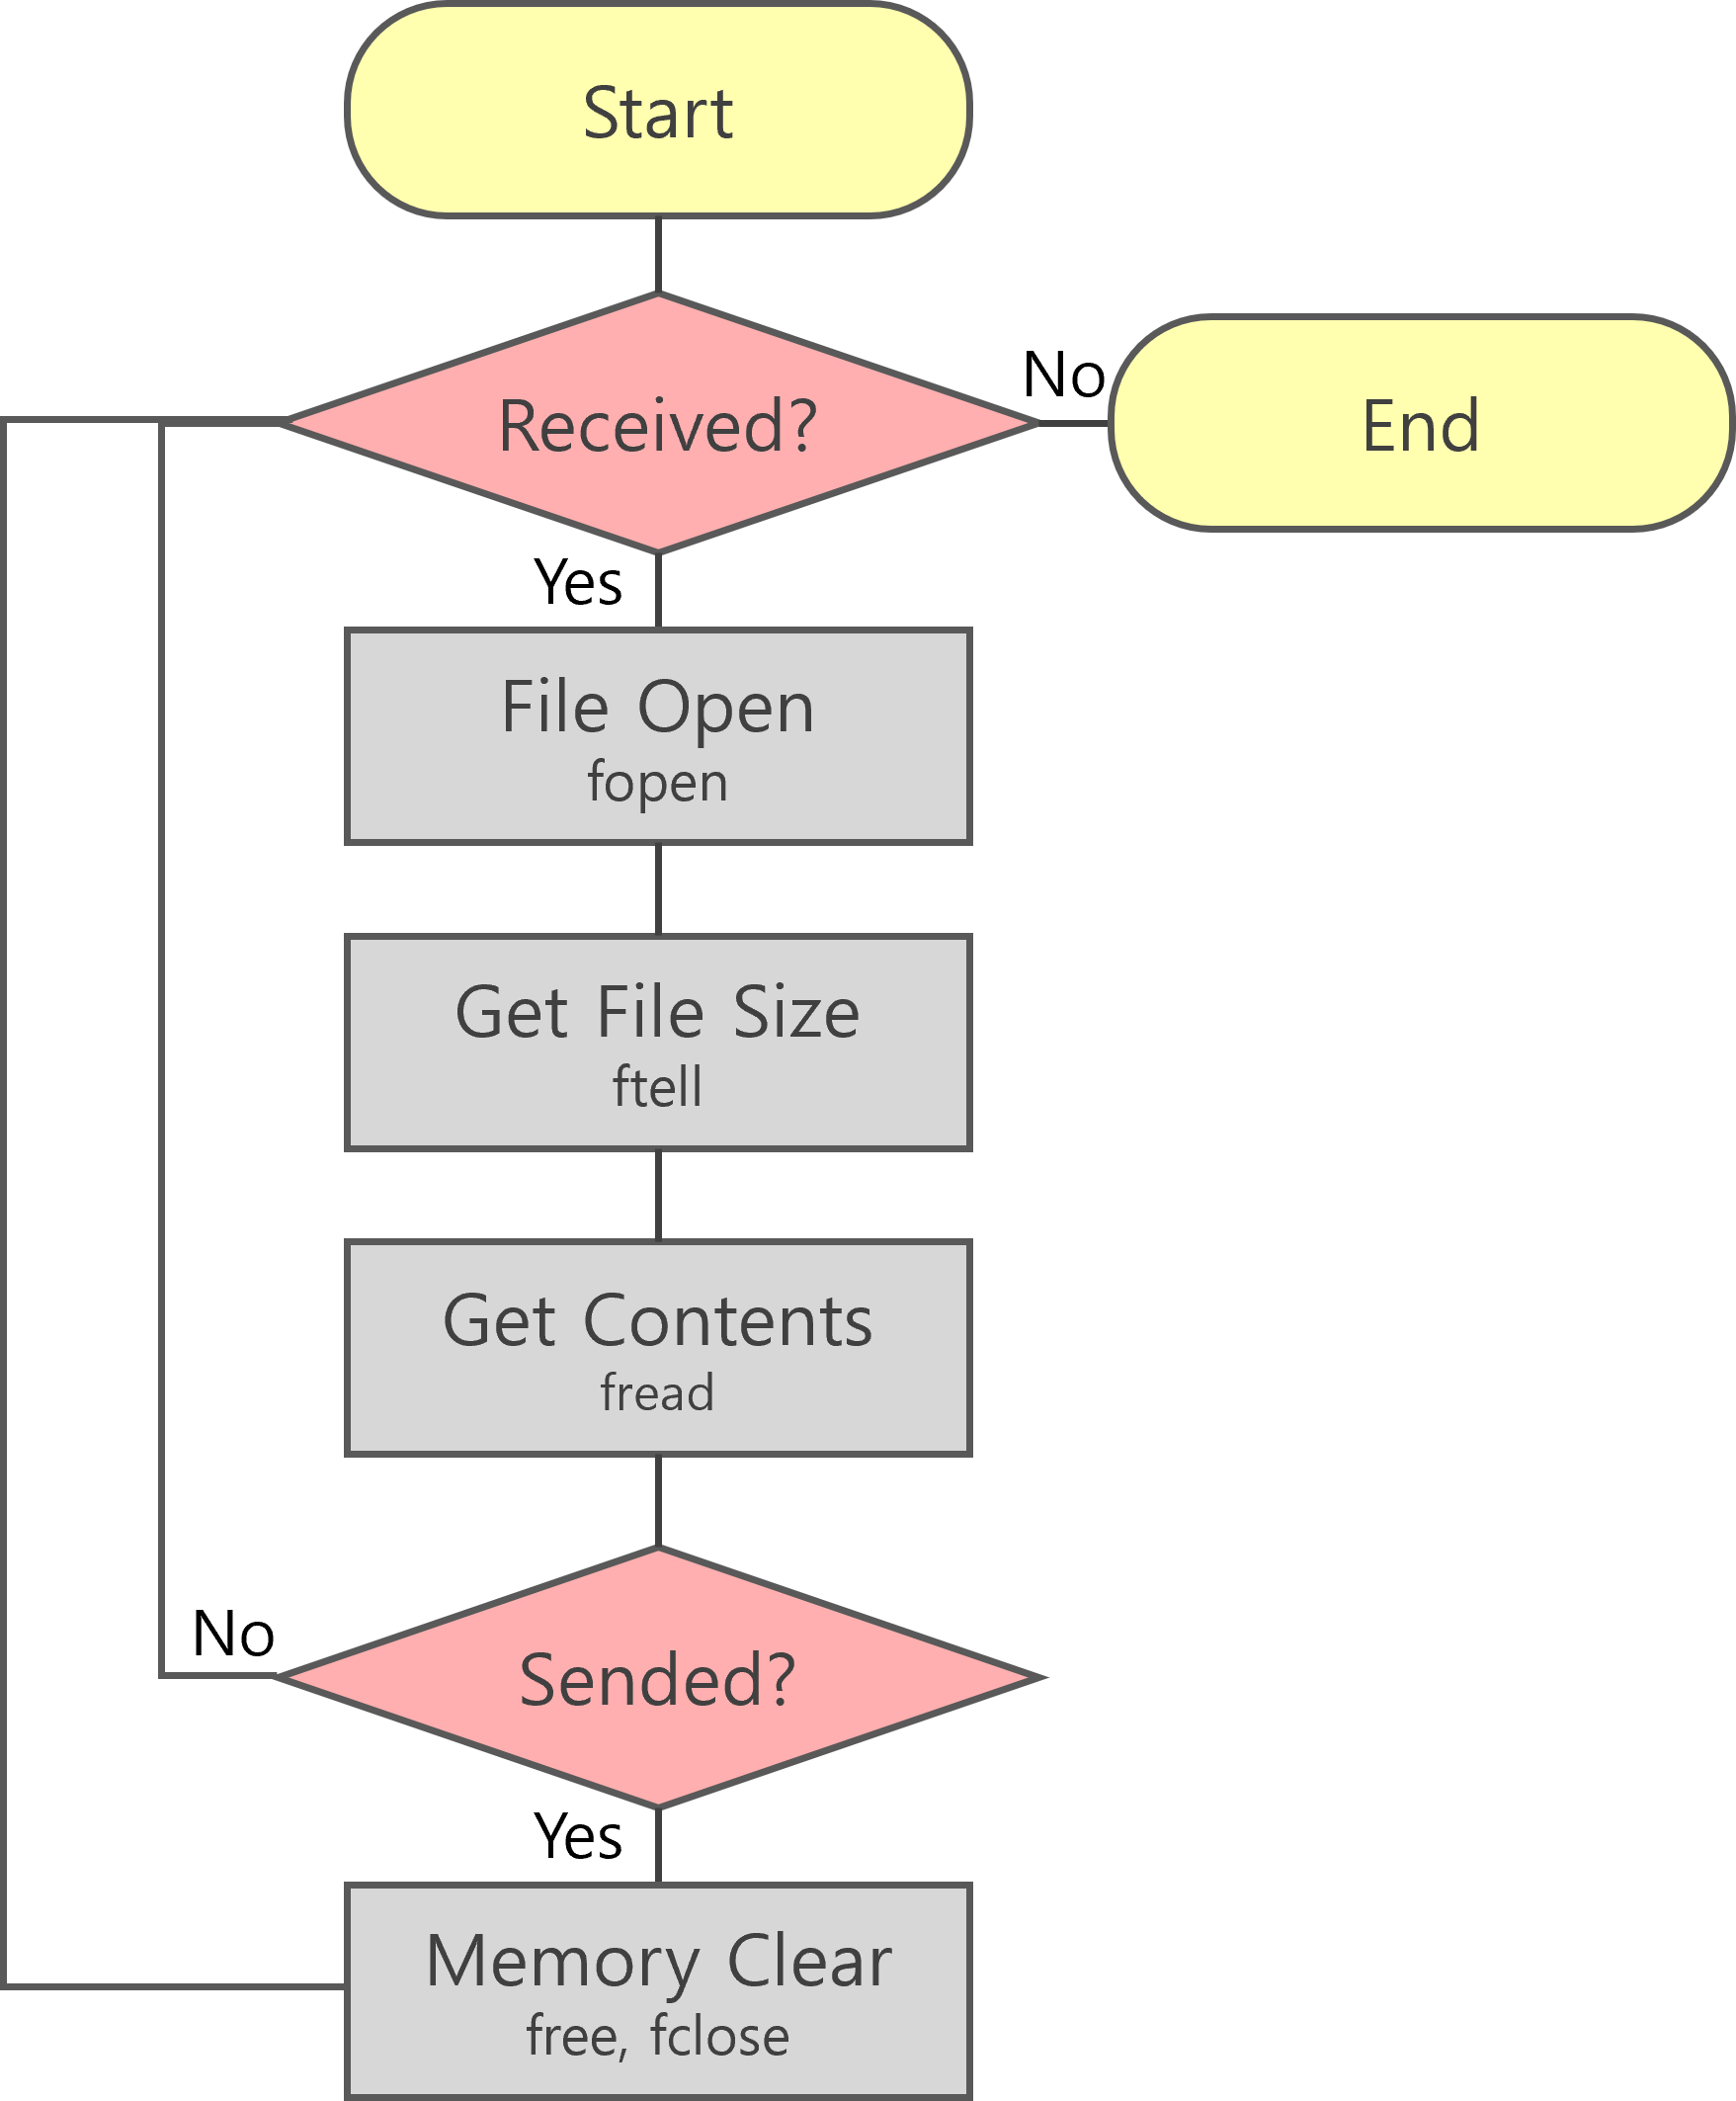 Start
Received?
No
End
Yes
File Open
fopen
Get File Size
ftell
Get Contents
fread
No
Sended?
Yes
Memory Clear
free, fclose